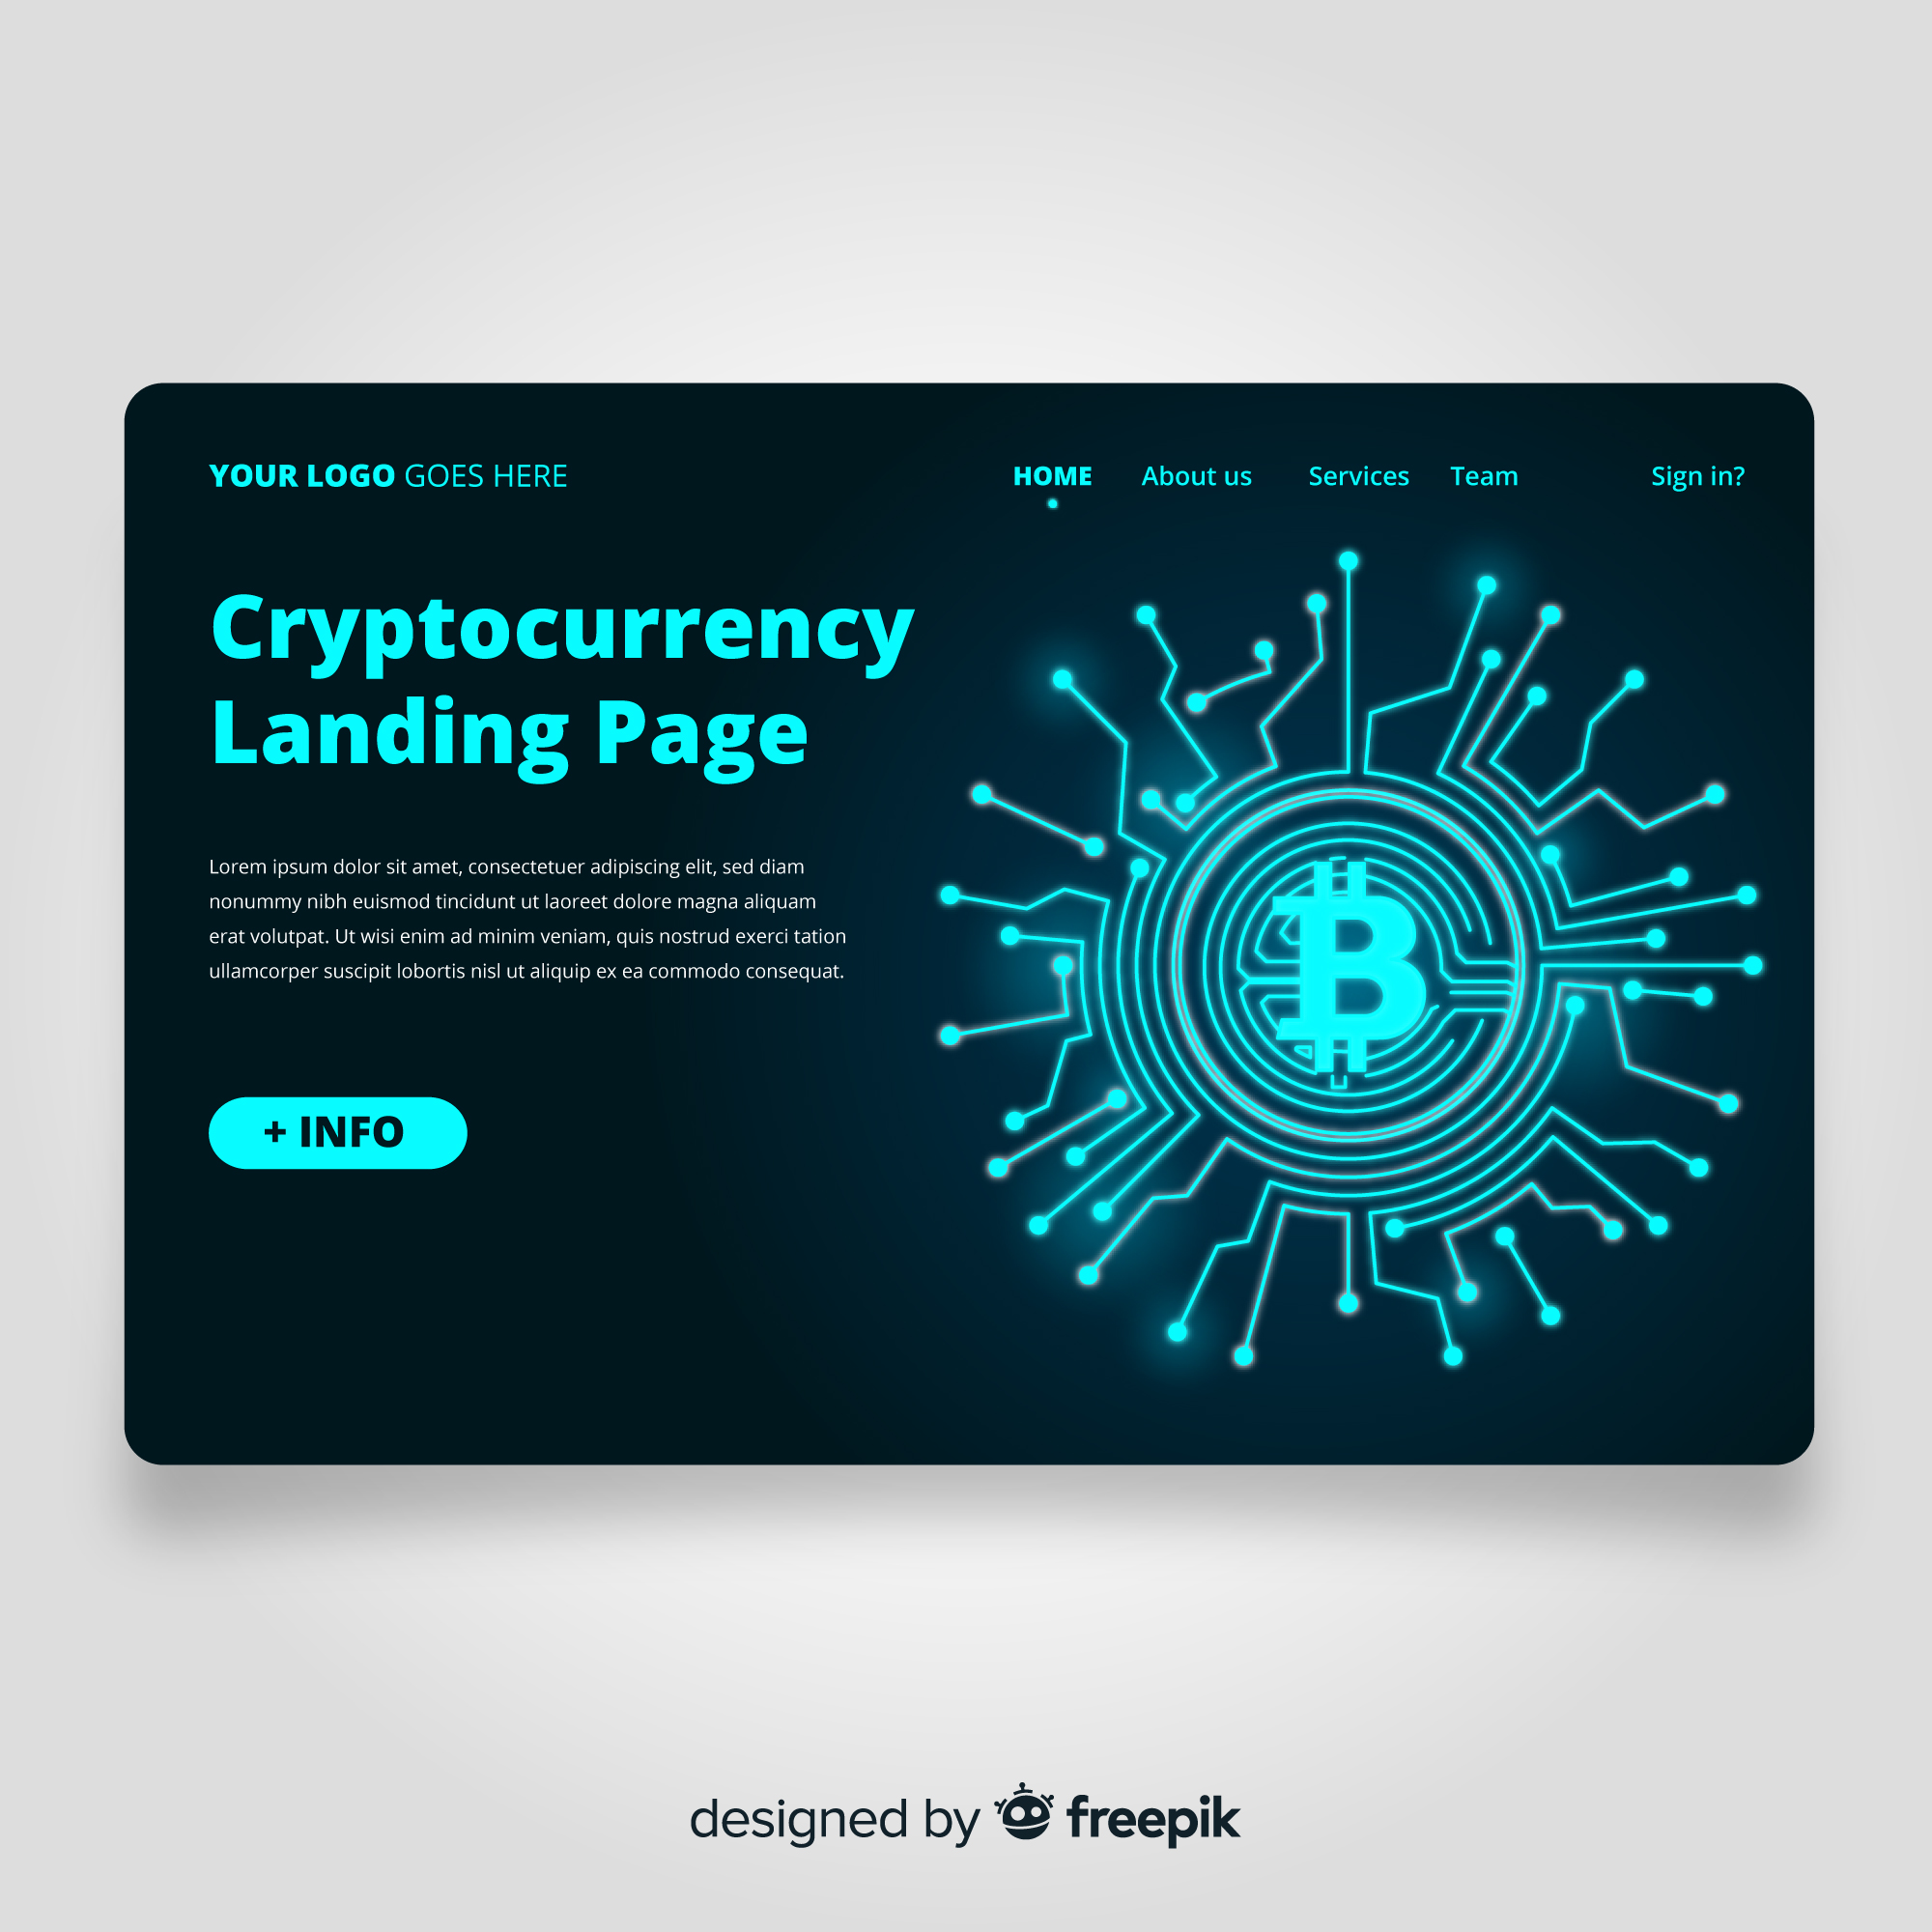 YOUR LOGO GOES HERE
HOME About us Services Team Sign in?
Cryptocurrency
Landing Page
Lorem ipsum dolor sit amet, consectetuer adipiscing elit, sed diam
nonummy nibh euismod tincidunt ut laoreet dolore magna aliquam
erat volutpat. Ut wisi enim ad minim veniam, quis nostrud exerci tation
ullamcorper suscipit lobortis nisl ut aliquip ex ea commodo consequat.
+ INFO
designed by freepik